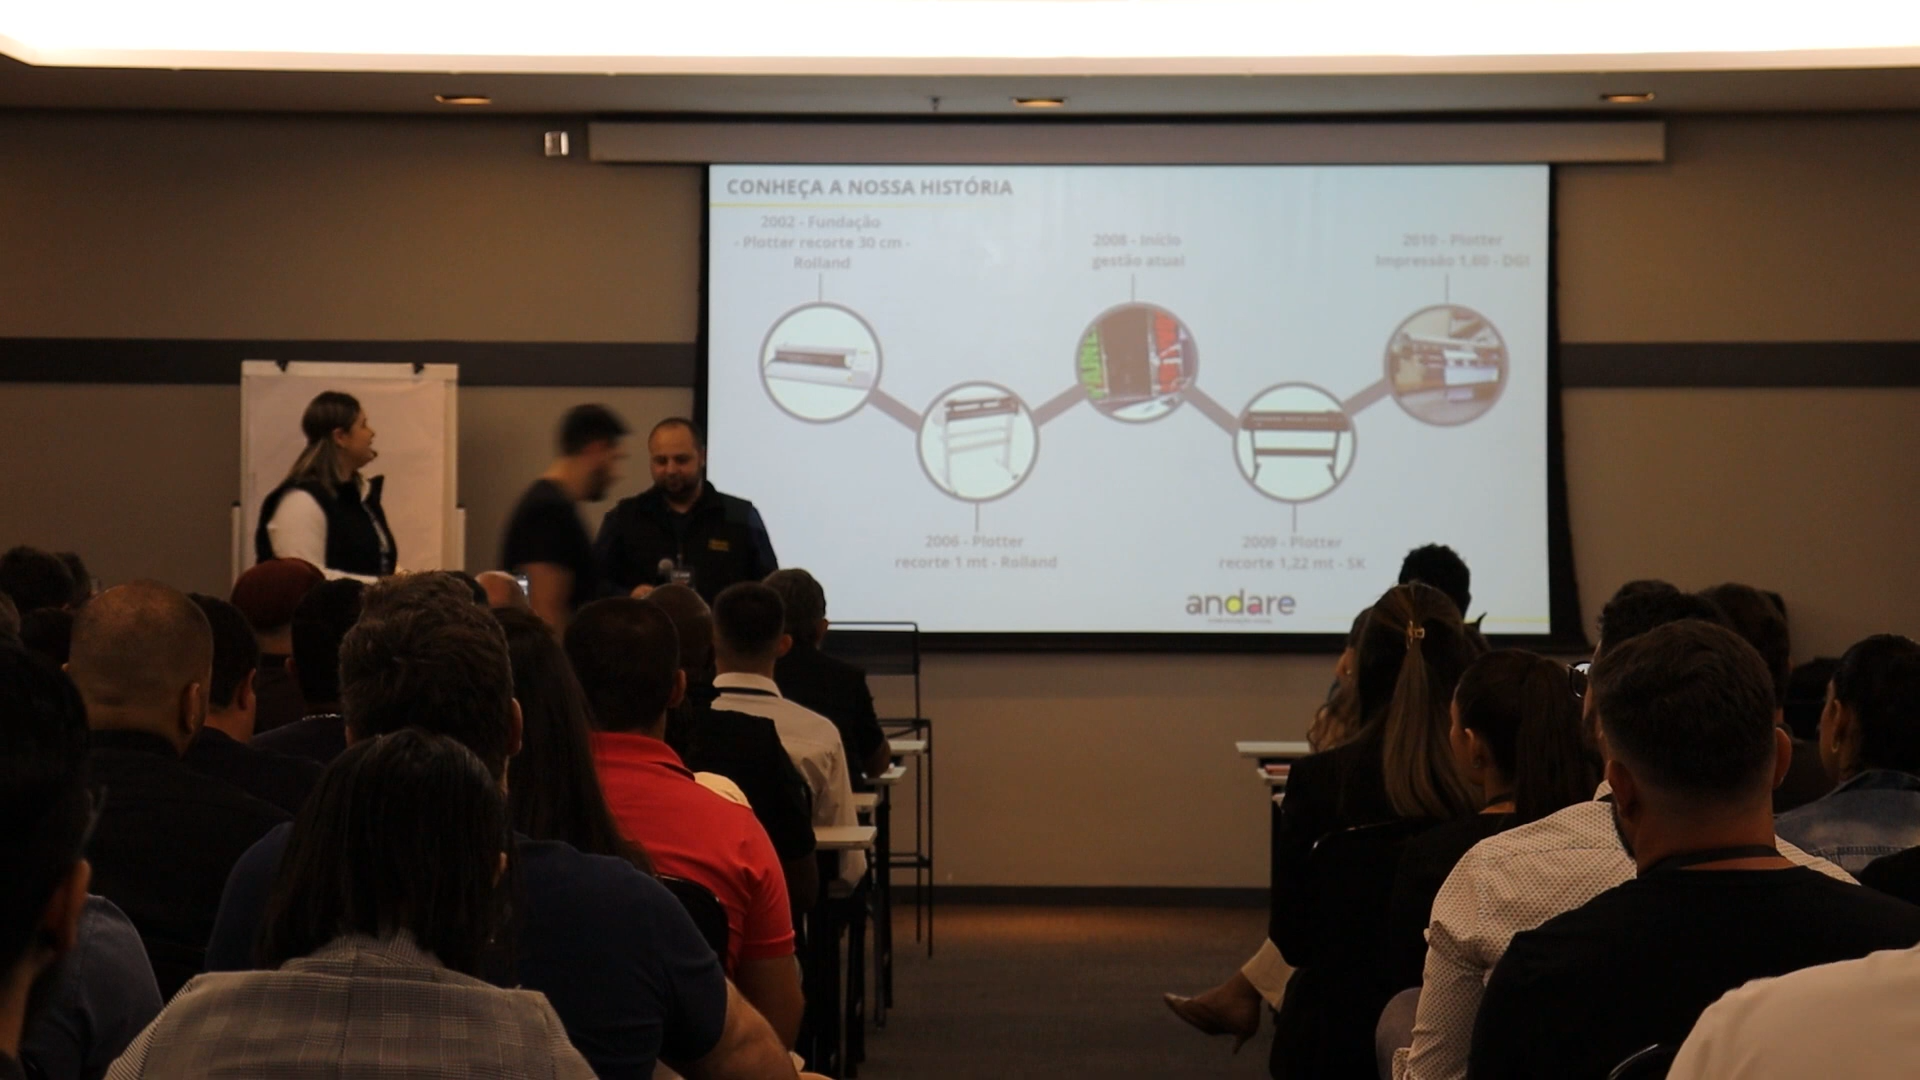 CONHEÇA A NOSSA HISTÓRIA
2002 - Fundação
- Plotter recorte 30 cm -
Rolland
2008 - Início
gestão atual
2010 - Plotter
Impressão 1,60 - DGI
2006 - Plotter
recorte 1 mt - Rolland
2009 - Plotter
recorte 1,22 mt - SK
andare